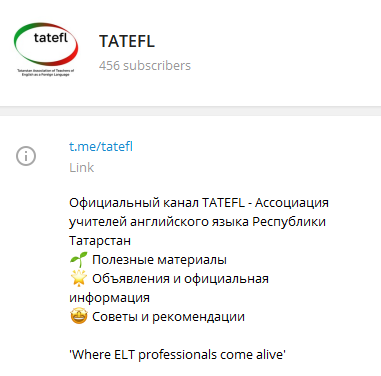 tatefl
Tatarstan Association of Teachers
of English as a Foreign Language
TATEFL
456 subscribers
t.me/tatefl
Link
Официальный канал TATEFL - Ассоциация
учителей английского языка Республики
Татарстан
🌱 Полезные материалы
🌟 Объявления и официальная
информация
🤩 Советы и рекомендации
'Where ELT professionals come alive'